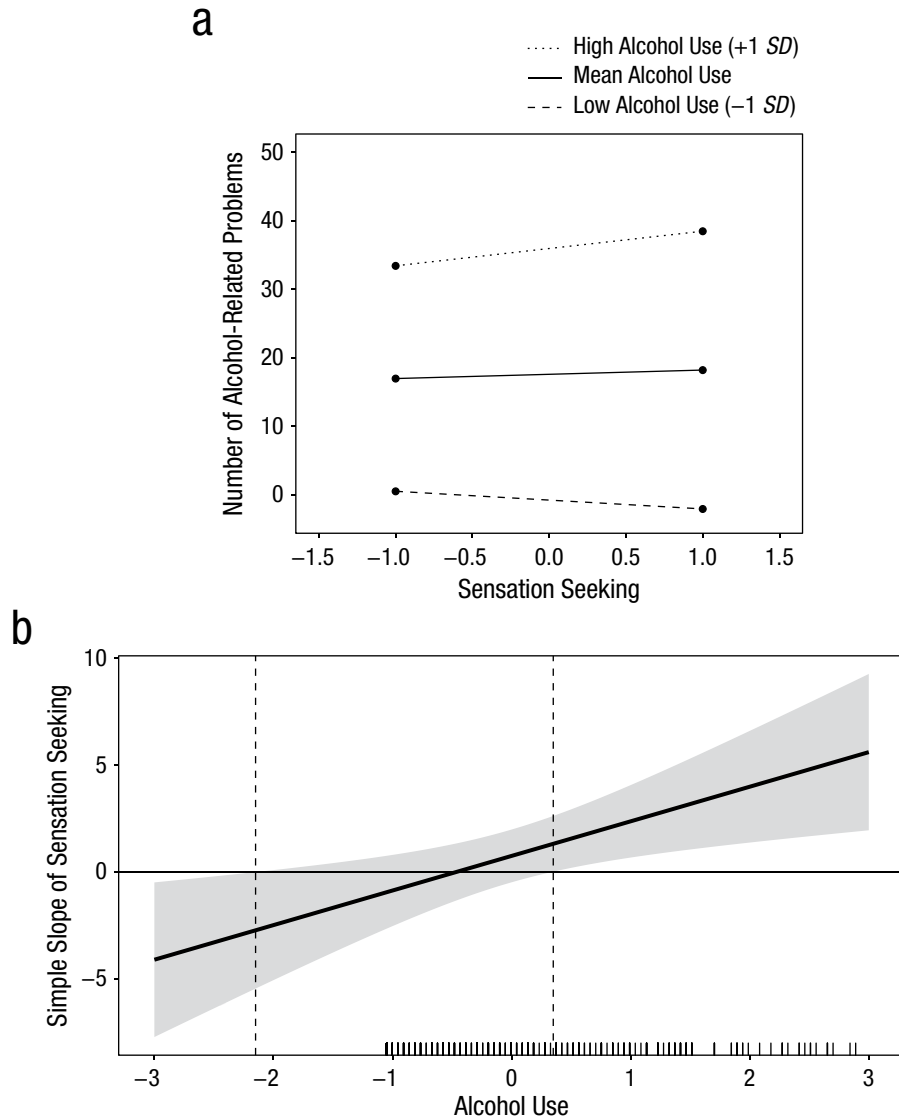 a
High Alcohol Use (+1 SD)
Mean Alcohol Use
Low Alcohol Use (−1 SD)
Number of Alcohol-Related Problems
50
40
30
20
10
0
−1.5 −1.0 −0.5 0.0 0.5 1.0 1.5
Sensation Seeking
b
Simple Slope of Sensation Seeking
10
5
0
−5
−3 −2 −1 0 1 2 3
Alcohol Use